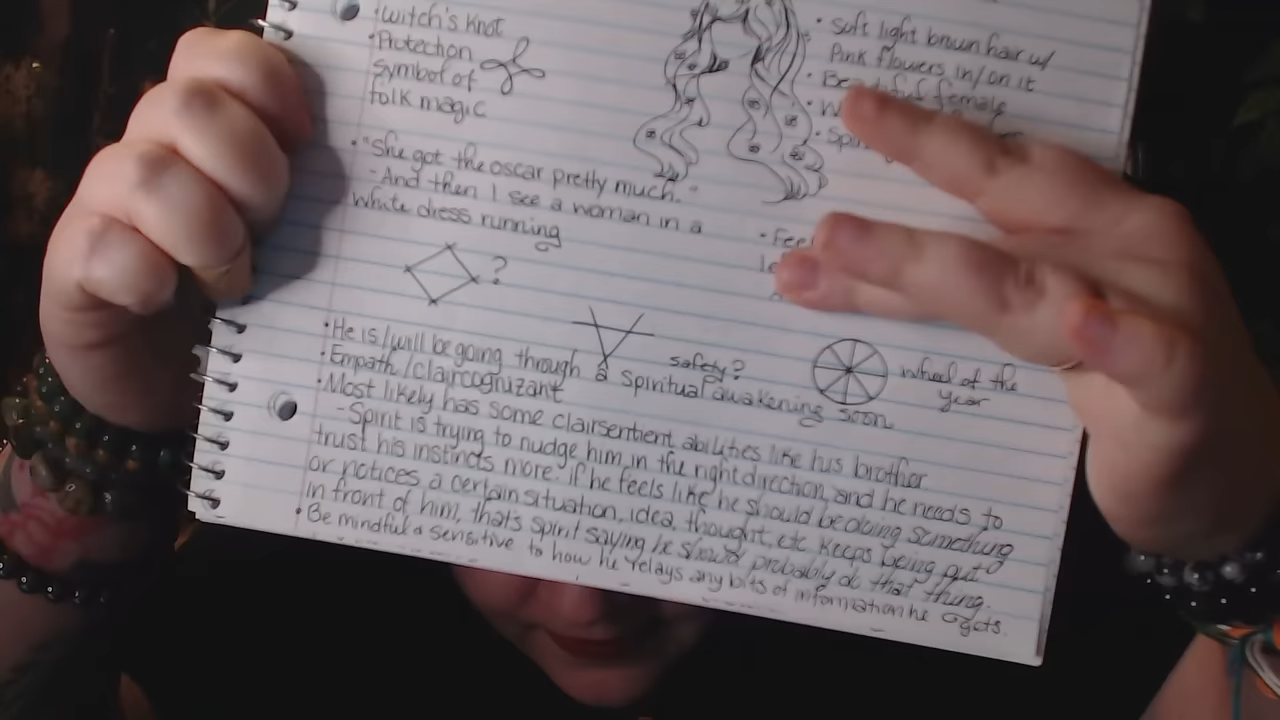 • Witch's Knot
• Protection
symbol of
folk magic
• Soft light brown hair w/
Pink flowers in/on it
• Beautiful female
• "She got the oscar pretty much."
- And then I see a woman in a
white dress running
?
safety?
wheel of the
year
• He is/will be going through a spiritual awakening soon
• Empath/claircognizant
• Most likely has some clairsentient abilities like his brother
- Spirit is trying to nudge him in the right direction, and he needs to
trust his instincts more. If he feels like he should be doing something
or notices a certain situation, idea, thought, etc keeps being put
in front of him, that's spirit saying he should probably do that thing.
• Be mindful & sensitive to how he relays any bits of information he gets.